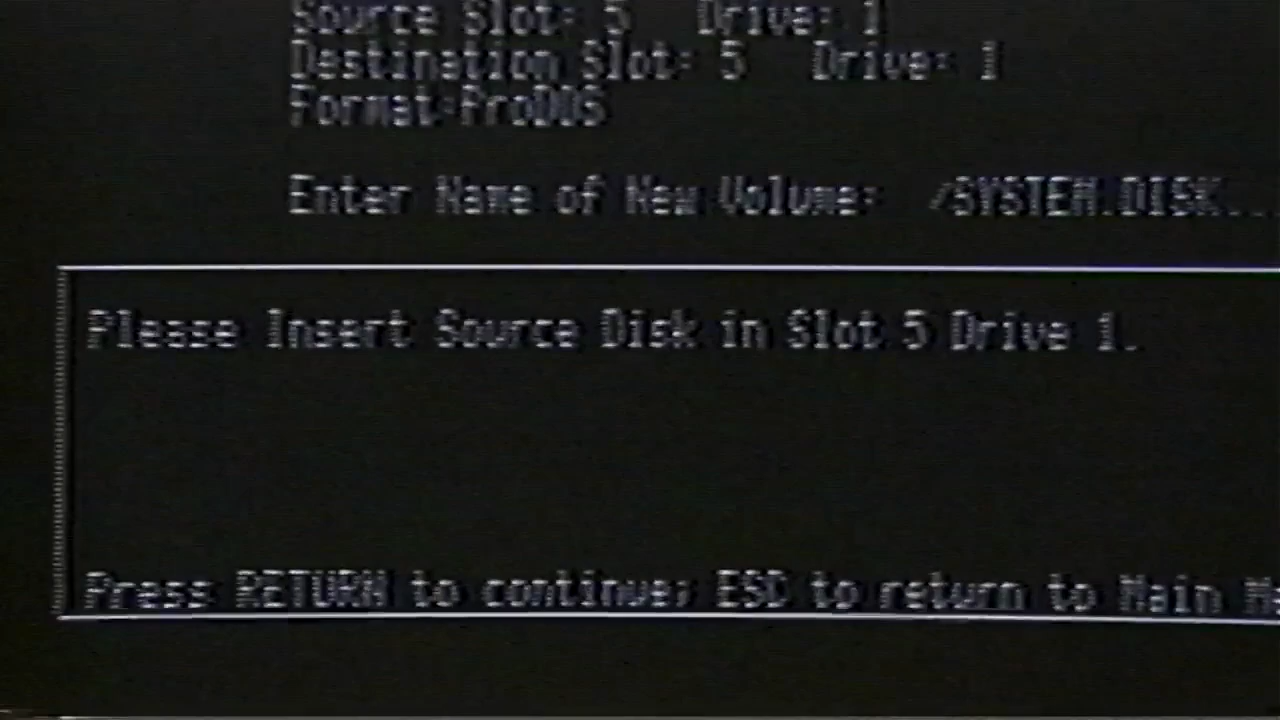 Source Slot: 5 Drive: 1
Destination Slot: 5 Drive: 1
Format:ProDOS
Enter Name of New Volume: /SYSTEM.DISK...
Please Insert Source Disk in Slot 5 Drive 1.
Press RETURN to continue; ESC to return to Main Me